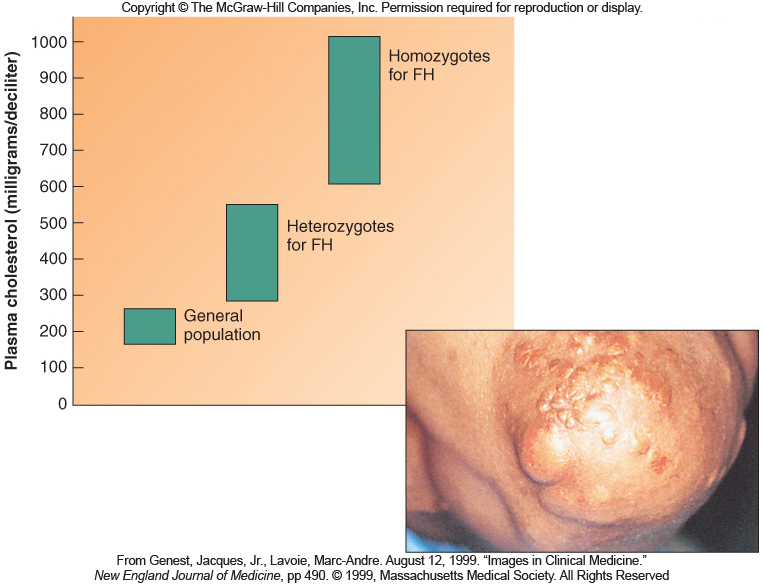 Copyright © The McGraw-Hill Companies, Inc. Permission required for reproduction or display.
Plasma cholesterol (milligrams/deciliter)
1000
900
800
700
600
500
400
300
200
100
0
Homozygotes
for FH
Heterozygotes
for FH
General
population
From Genest, Jacques, Jr., Lavoie, Marc-Andre. August 12, 1999. “Images in Clinical Medicine.”
New England Journal of Medicine, pp 490. © 1999, Massachusetts Medical Society. All Rights Reserved